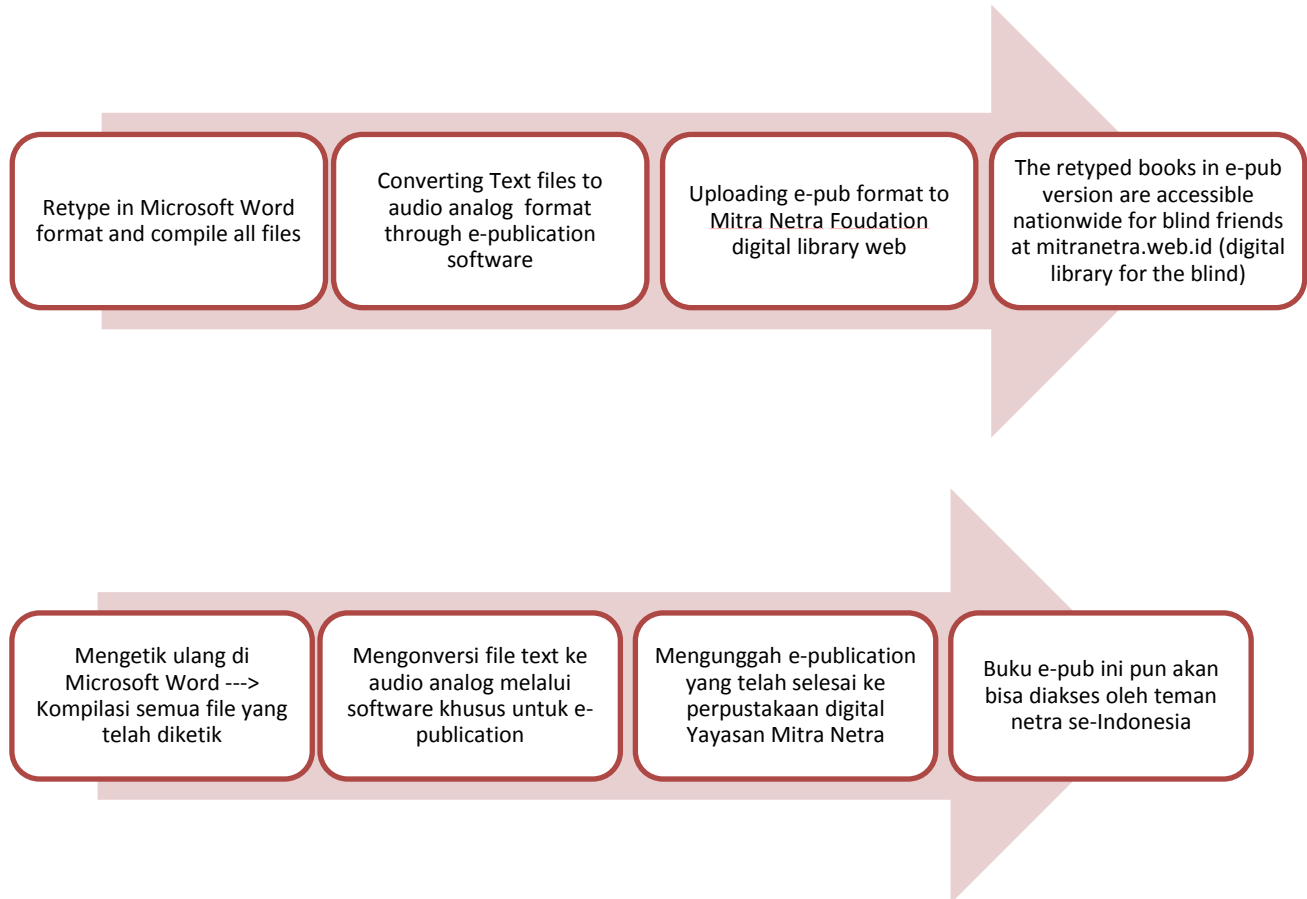 Retype in Microsoft Word
format and compile all files
Converting Text files to
audio analog format
through e-publication
software
Uploading e-pub format to
Mitra Netra Foudation
digital library web
The retyped books in e-pub
version are accessible
nationwide for blind friends
at mitranetra.web.id (digital
library for the blind)
Mengetik ulang di
Microsoft Word --->
Kompilasi semua file yang
telah diketik
Mengonversi file text ke
audio analog melalui
software khusus untuk e-
publication
Mengunggah e-publication
yang telah selesai ke
perpustakaan digital
Yayasan Mitra Netra
Buku e-pub ini pun akan
bisa diakses oleh teman
netra se-Indonesia